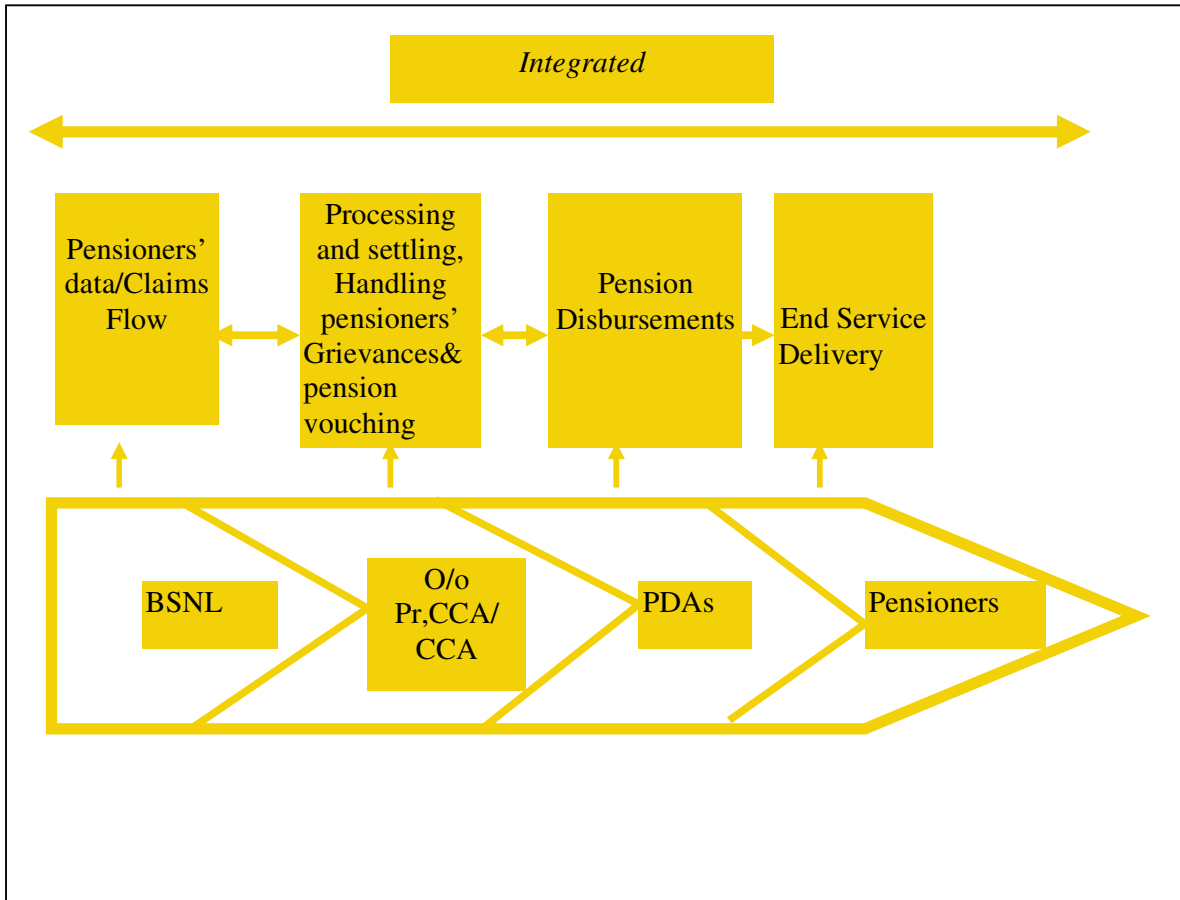 Integrated
Pensioners’
data/Claims
Flow
Processing
and settling,
Handling
pensioners’
Grievances&
pension
vouching
Pension
Disbursements
End Service
Delivery
BSNL
O/o
Pr,CCA/
CCA
PDAs
Pensioners